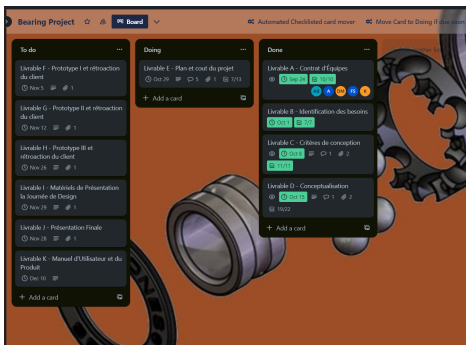 Bearing Project
Board
Automated Checklisted card mover
Move Card to Doing if due soon
To do
Livrable F - Prototype I et rétroaction
du client
Nov 5
1
Livrable G - Prototype II et rétroaction
du client
Nov 12
1
Livrable H - Prototype III et
rétroaction du client
Nov 26
1
Livrable I - Matériels de Présentation
la Journée de Design
Nov 29
1
Livrable J - Présentation Finale
Nov 28
1
Livrable K - Manuel d'Utilisateur et du
Produit
Dec 10
+ Add a card
Doing
Livrable E - Plan et cout du projet
Oct 29
5
1
7/13
+ Add a card
Done
Livrable A - Contrat d'Équipes
Sep 24
10/10
A
DM
FS
Livrable B - Identification des besoins
Oct 1
7/7
Livrable C - Critères de conception
Oct 8
1
2
11/11
Livrable D - Conceptualisation
Oct 15
1
2
19/22
+ Add a card